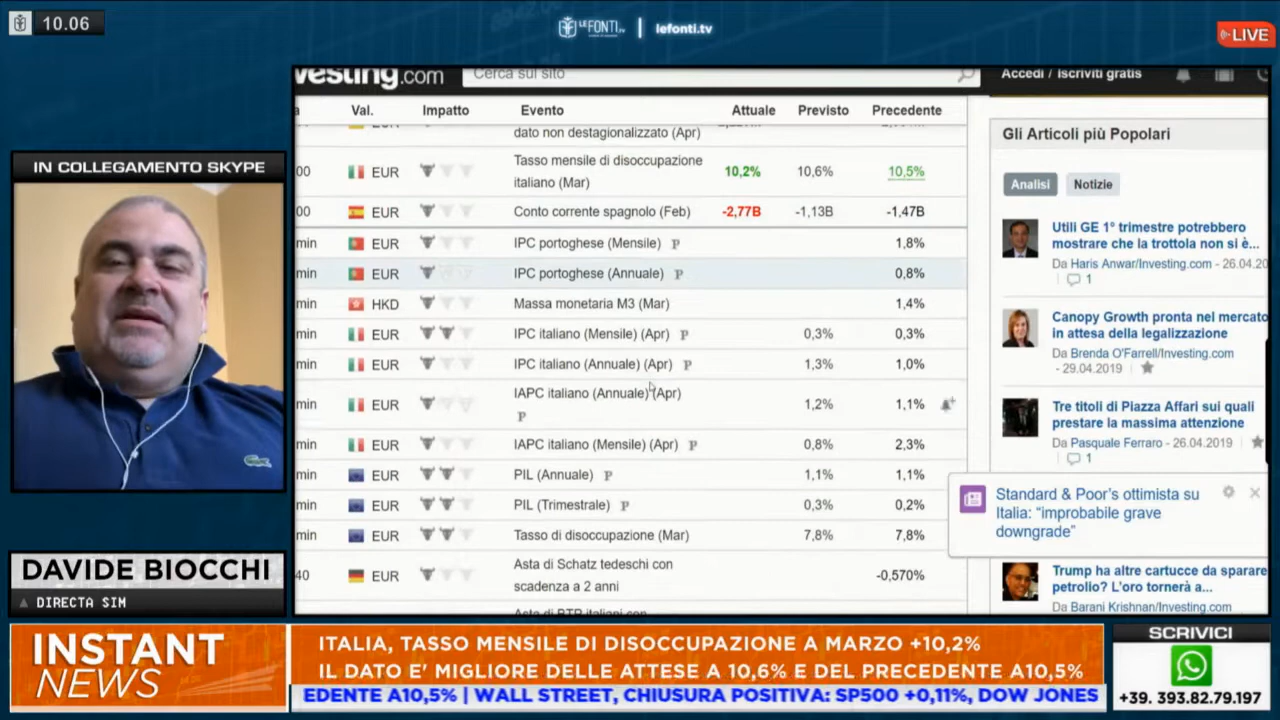 10.06
LE FONTI.TV | lefonti.tv
LIVE
IN COLLEGAMENTO SKYPE
vesting.com
Cerca sul sito
Accedi / Iscriviti gratis
a Val. Impatto Evento Attuale Previsto Precedente
dato non destagionalizzato (Apr)
00 EUR Tasso mensile di disoccupazione
italiano (Mar) 10,2% 10,6% 10,5%
00 EUR Conto corrente spagnolo (Feb) -2,77B -1,13B -1,47B
min EUR IPC portoghese (Mensile) P 1,8%
min EUR IPC portoghese (Annuale) P 0,8%
min HKD Massa monetaria M3 (Mar) 1,4%
min EUR IPC italiano (Mensile) (Apr) P 0,3% 0,3%
min EUR IPC italiano (Annuale) (Apr) P 1,3% 1,0%
min EUR IAPC italiano (Annuale) (Apr)
P 1,2% 1,1%
min EUR IAPC italiano (Mensile) (Apr) P 0,8% 2,3%
min EUR PIL (Annuale) P 1,1% 1,1%
min EUR PIL (Trimestrale) P 0,3% 0,2%
min EUR Tasso di disoccupazione (Mar) 7,8% 7,8%
40 EUR Asta di Schatz tedeschi con
scadenza a 2 anni -0,570%
Asta di BTP italiani con
Gli Articoli più Popolari
Analisi Notizie
Utili GE 1° trimestre potrebbero
mostrare che la trottola non si è...
Da Haris Anwar/Investing.com - 26.04.20
1
Canopy Growth pronta nel mercato
in attesa della legalizzazione
Da Brenda O'Farrell/Investing.com
- 29.04.2019
Tre titoli di Piazza Affari sui quali
prestare la massima attenzione
Da Pasquale Ferraro - 26.04.2019
1
Standard & Poor's ottimista su
Italia: “improbabile grave
downgrade”
Trump ha altre cartucce da sparare
petrolio? L'oro tornerà a...
Da Barani Krishnan/Investing.com
DAVIDE BIOCCHI
DIRECTA SIM
INSTANT
NEWS
ITALIA, TASSO MENSILE DI DISOCCUPAZIONE A MARZO +10,2%
IL DATO E' MIGLIORE DELLE ATTESE A 10,6% E DEL PRECEDENTE A10,5%
EDENTE A10,5% | WALL STREET, CHIUSURA POSITIVA: SP500 +0,11%, DOW JONES
SCRIVICI
+39. 393.82.79.197